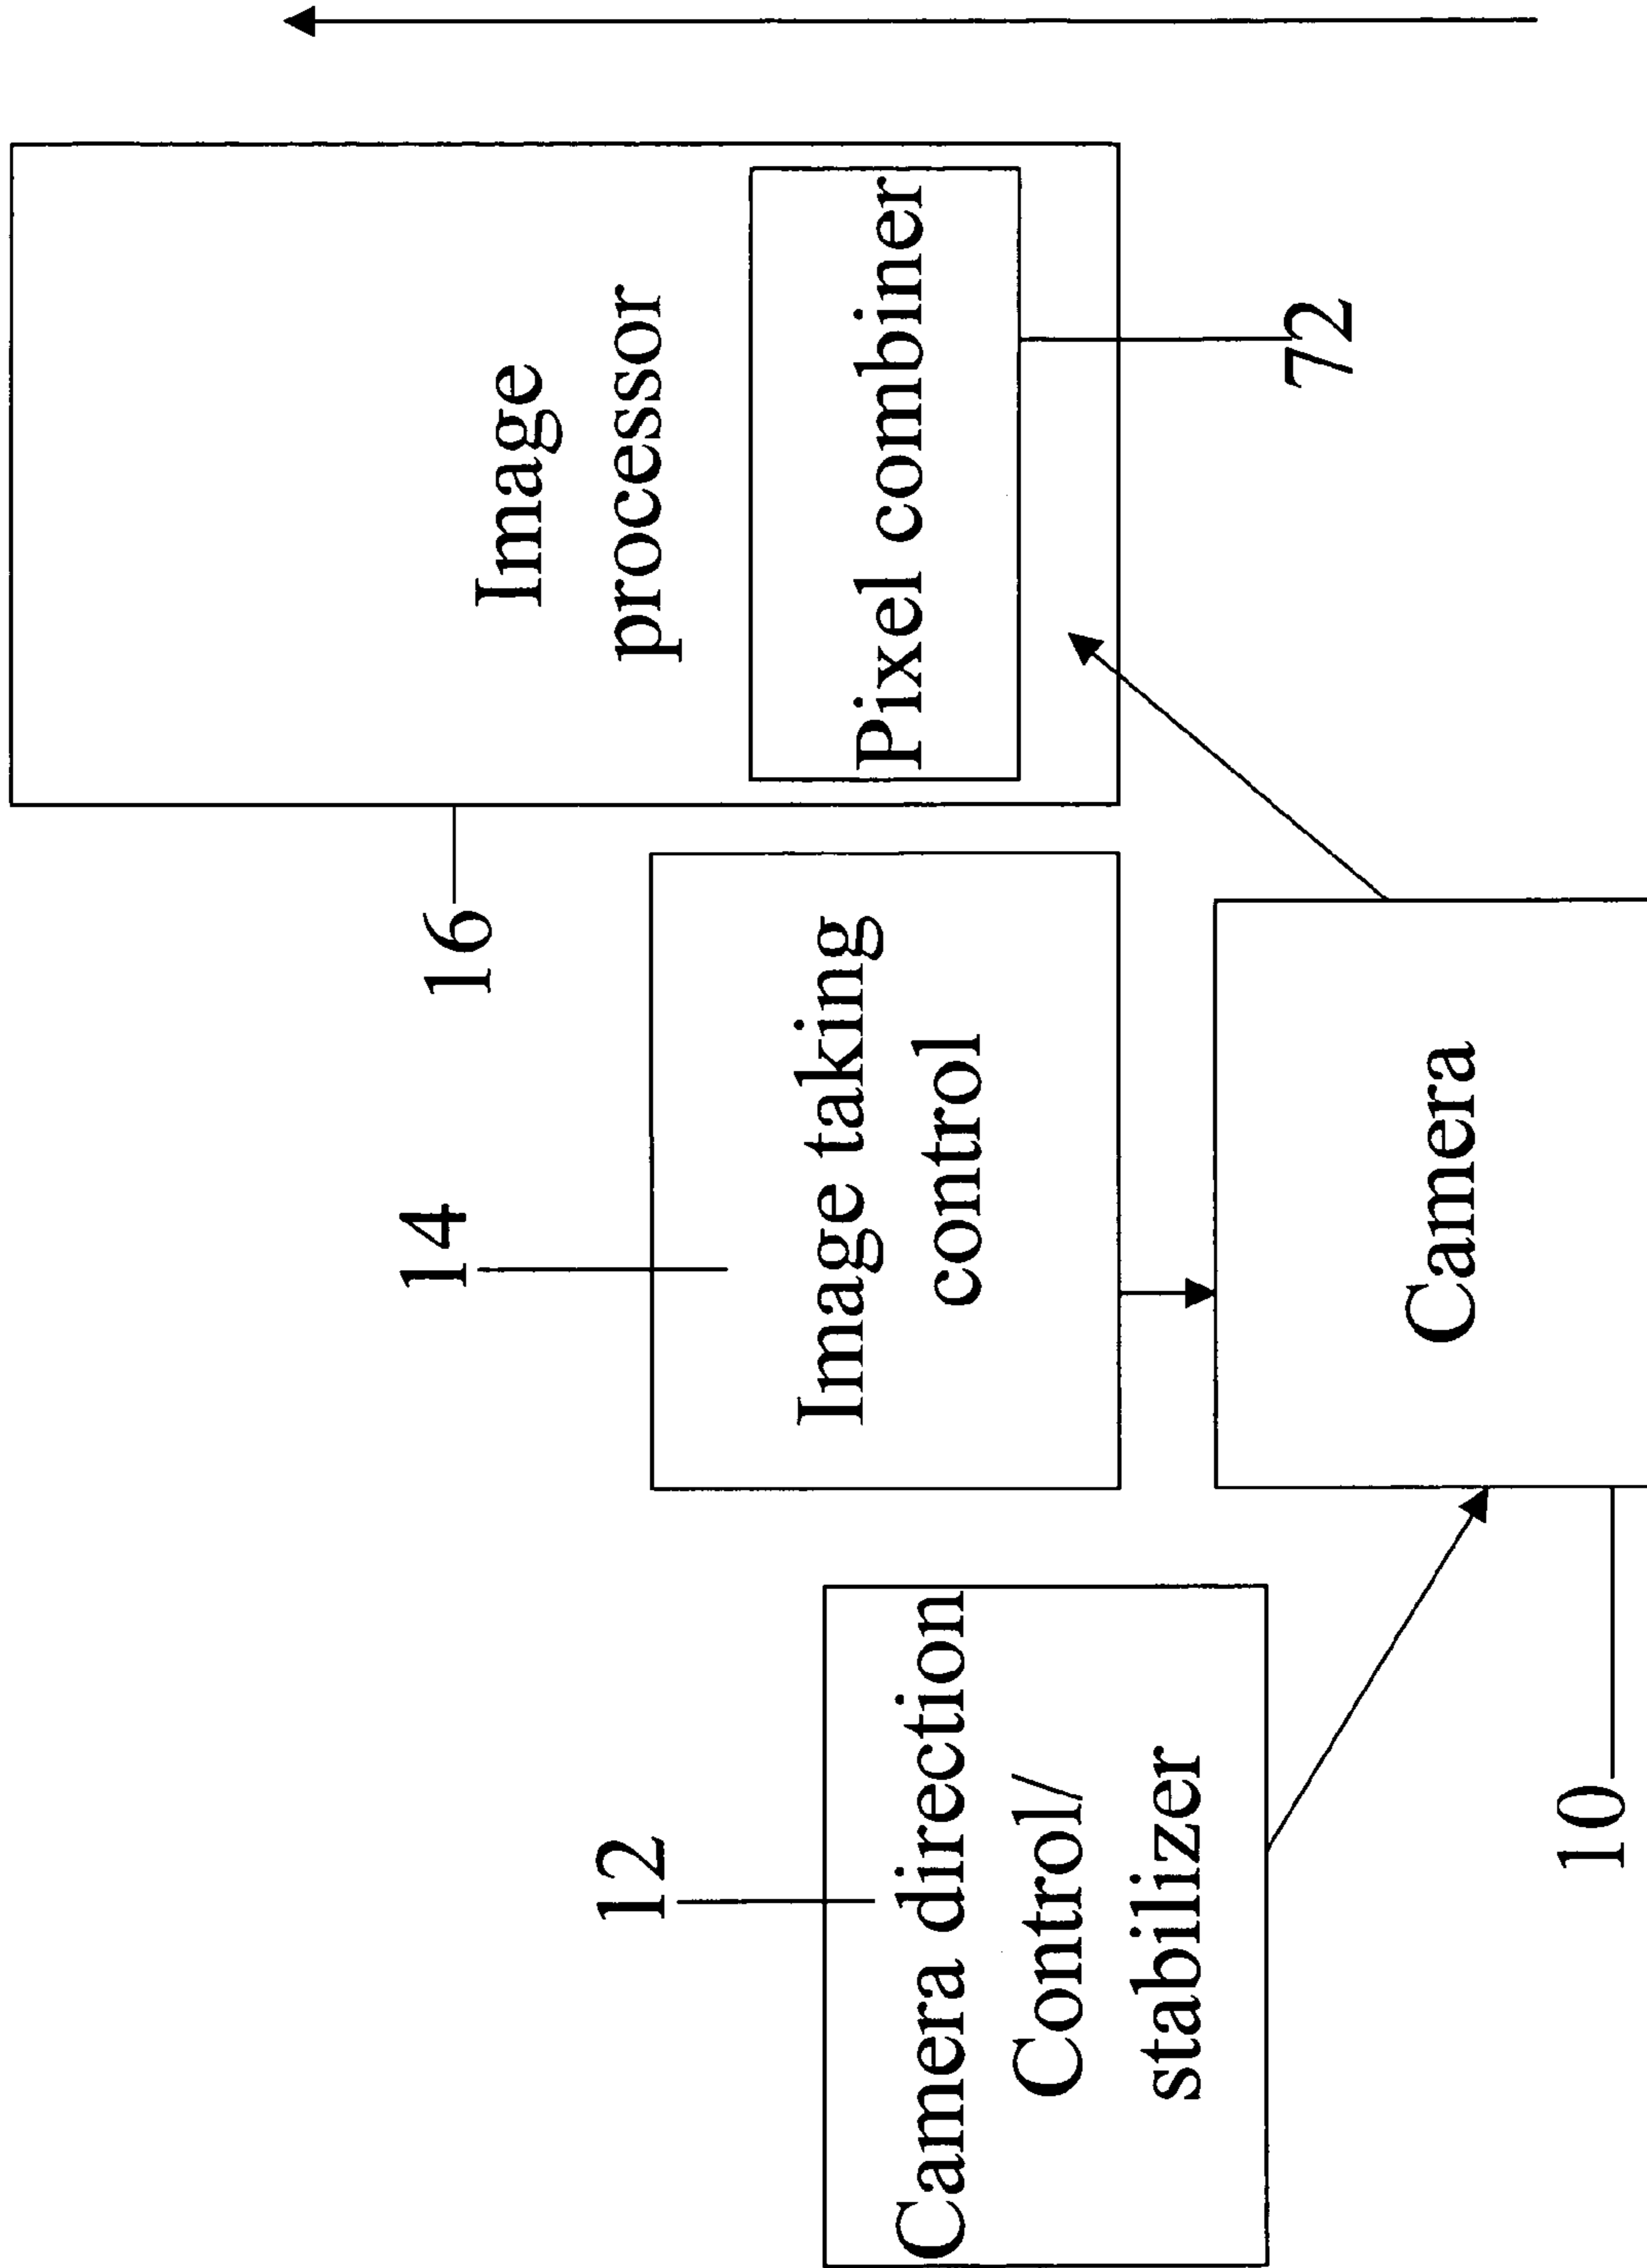 12
Camera direction
Control/
stabilizer
14
Image taking
control
16
Image
processor
Pixel combiner
72
Camera
10